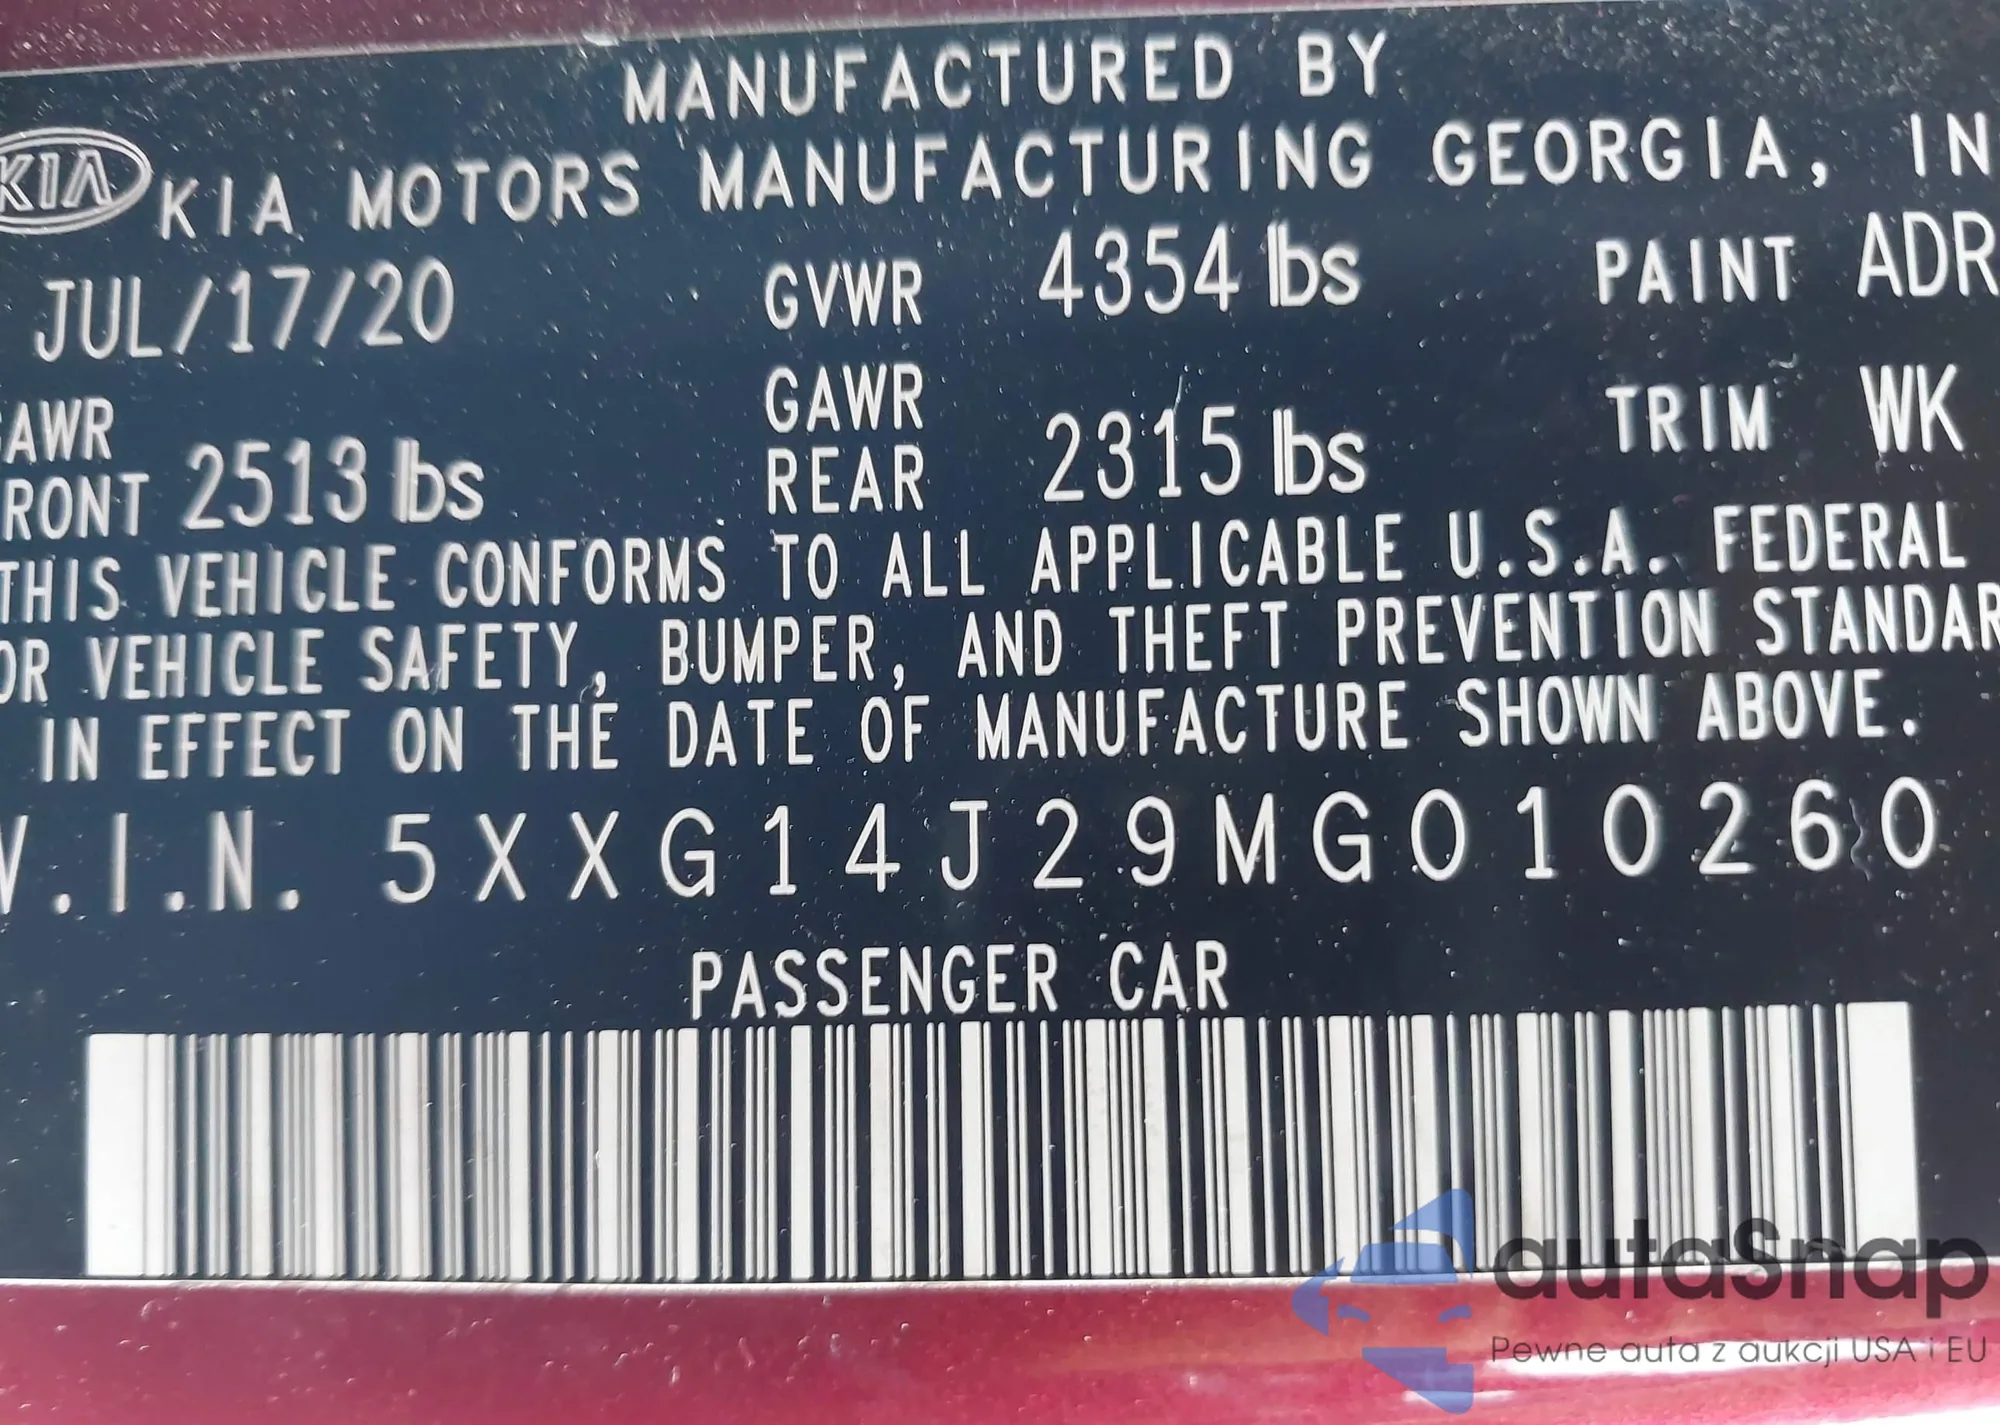 MANUFACTURED BY
KIA KIA MOTORS MANUFACTURING GEORGIA, IN
JUL/17/20 GVWR 4354 lbs PAINT ADR
GAWR FRONT 2513 lbs GAWR REAR 2315 lbs TRIM WK
THIS VEHICLE CONFORMS TO ALL APPLICABLE U.S.A. FEDERAL
OR VEHICLE SAFETY, BUMPER, AND THEFT PREVENTION STANDAR
IN EFFECT ON THE DATE OF MANUFACTURE SHOWN ABOVE.
V.I.N. 5XXG14J29MG010260
PASSENGER CAR
autaSnap
Pewne auta z aukcji USA i EU